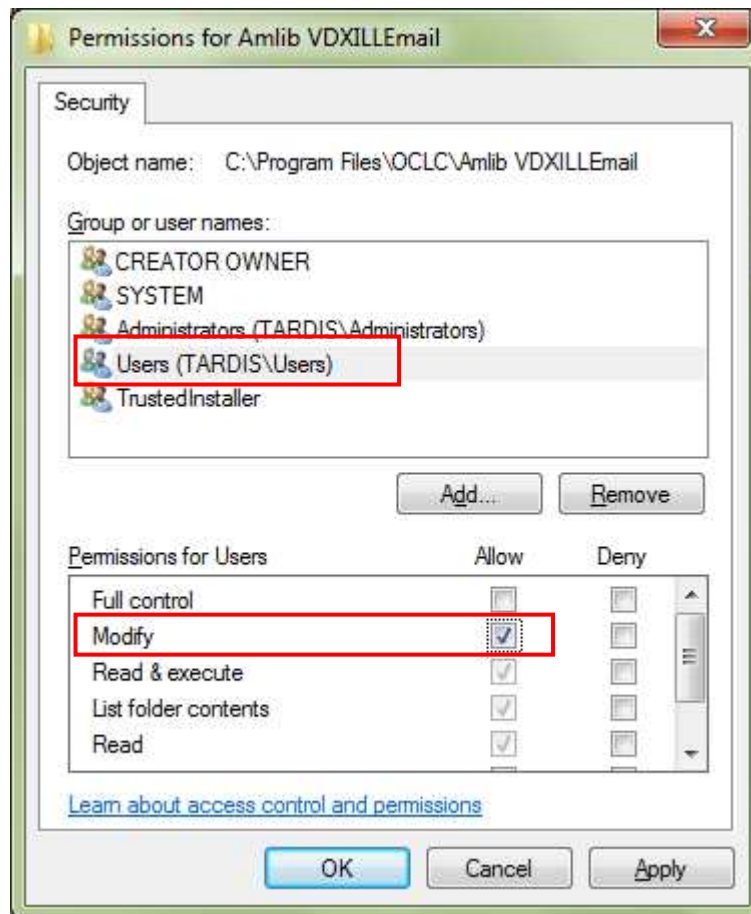 Permissions for Amlib VDXILLEmail
Security
Object name: C:\Program Files\OCLC\Amlib VDXILLEmail
Group or user names:
CREATOR OWNER
SYSTEM
Administrators (TARDIS\Administrators)
Users (TARDIS\Users)
TrustedInstaller
Add... Remove
Permissions for Users Allow Deny
Full control
Modify
Read & execute
List folder contents
Read
Learn about access control and permissions
OK Cancel Apply